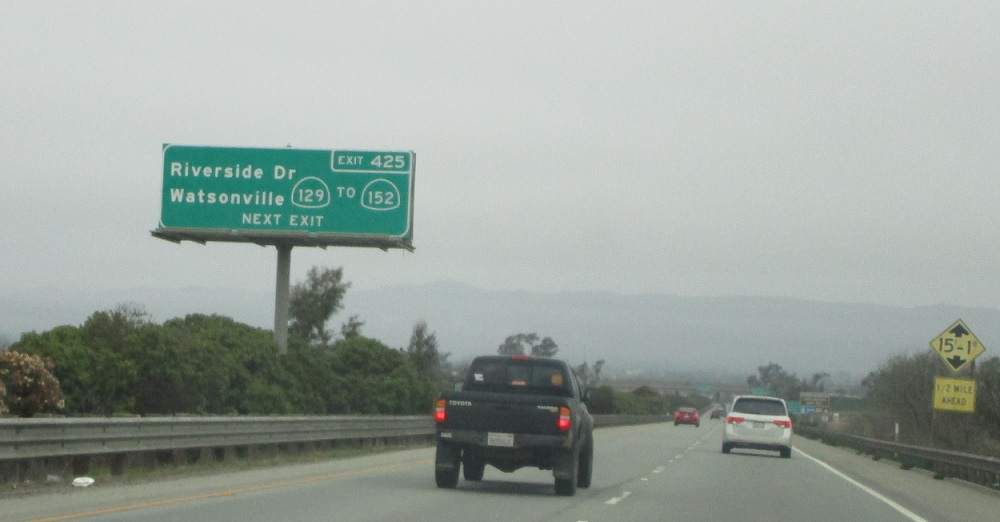 EXIT 425
Riverside Dr
Watsonville 129 TO 152
NEXT EXIT
15'-1"
1/2 MILE
AHEAD
TOYOTA